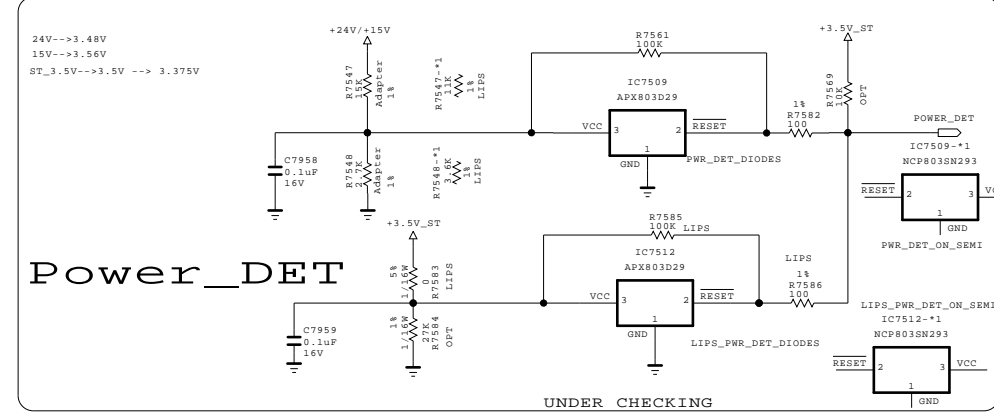 24V-->3.48V
15V-->3.56V
ST_3.5V-->3.5V --> 3.375V
+24V/+15V
R7547
15K
Adapter
1%
R7547-*1
11K
1%
LIPS
R7561
100K
IC7509
APX803D29
VCC
3
2
RESET
1
GND
PWR_DET_DIODES
1%
R7582
100
+3.5V_ST
R7569
10K
OPT
POWER_DET
IC7509-*1
NCP803SN293
RESET
2
3
1
GND
PWR_DET_ON_SEMI
C7958
0.1uF
16V
R7548
2.7K
Adapter
1%
R7548-*1
3.6K
1%
LIPS
Power_DET
+3.5V_ST
5%
1/16W
0
R7583
LIPS
1%
1/16W
27K
R7584
OPT
C7959
0.1uF
16V
R7585
100K LIPS
IC7512
APX803D29
VCC
3
2
RESET
1
GND
LIPS_PWR_DET_DIODES
LIPS
1%
R7586
100
LIPS_PWR_DET_ON_SEMI
IC7512-*1
NCP803SN293
RESET
2
3
VCC
1
GND
UNDER CHECKING